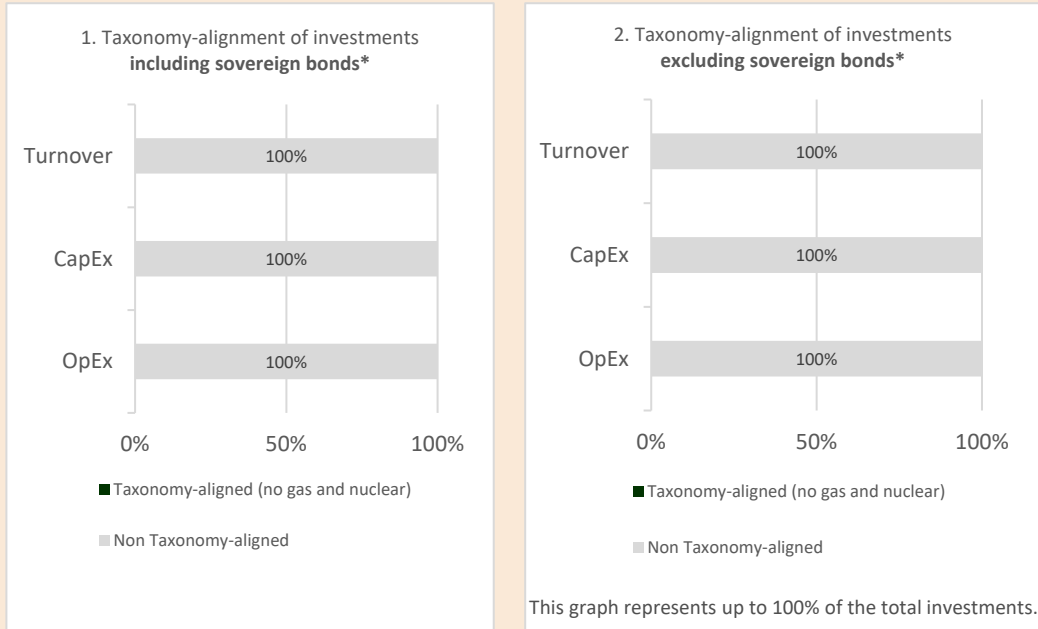 1. Taxonomy-alignment of investments
including sovereign bonds*
Turnover
100%
CapEx
100%
OpEx
100%
0%
50%
100%
Taxonomy-aligned (no gas and nuclear)
Non Taxonomy-aligned
2. Taxonomy-alignment of investments
excluding sovereign bonds*
Turnover
100%
CapEx
100%
OpEx
100%
0%
50%
100%
Taxonomy-aligned (no gas and nuclear)
Non Taxonomy-aligned
This graph represents up to 100% of the total investments.